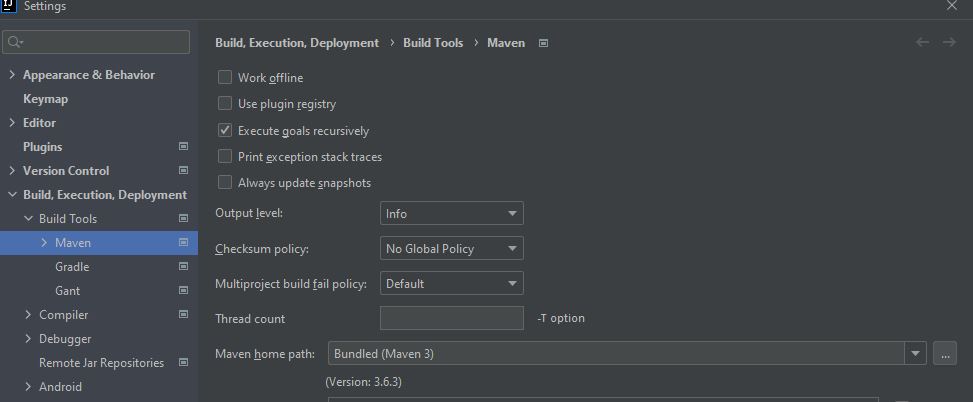 IJ
Settings
Build, Execution, Deployment › Build Tools › Maven
Work offline
Appearance & Behavior
Use plugin registry
Keymap
Execute goals recursively
Editor
Plugins
Print exception stack traces
Version Control
Always update snapshots
Build, Execution, Deployment
Output level: Info
Build Tools
Maven
Checksum policy: No Global Policy
Gradle
Multiproject build fail policy: Default
Gant
Compiler
Thread count -T option
Debugger
Maven home path: Bundled (Maven 3) ...
Remote Jar Repositories
(Version: 3.6.3)
Android